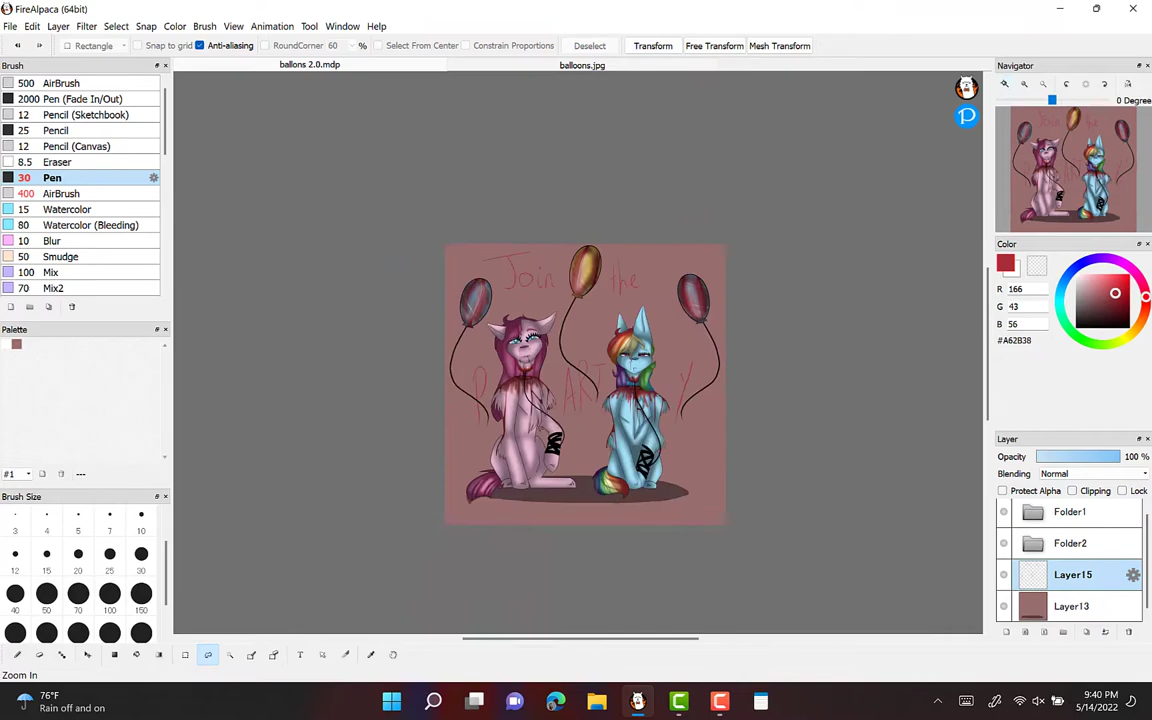 FireAlpaca (64bit)
File Edit Layer Filter Select Snap Color Brush View Animation Tool Window Help
Rectangle Snap to grid Anti-aliasing RoundCorner 60 % Select From Center Constrain Proportions Deselect Transform Free Transform Mesh Transform
Brush
ballons 2.0.mdp
balloons.jpg
Navigator
500 AirBrush
2000 Pen (Fade In/Out)
12 Pencil (Sketchbook)
25 Pencil
12 Pencil (Canvas)
8.5 Eraser
30 Pen
400 AirBrush
15 Watercolor
80 Watercolor (Bleeding)
10 Blur
50 Smudge
100 Mix
70 Mix2
Palette
#1 ---
Brush Size
3 4 5 7 10
12 15 20 25 30
40 50 70 100 150
Join the
PARTY
0 Degree
Join the
Color
R 166
G 43
B 56
#A62B38
Layer
Opacity 100 %
Blending Normal
Protect Alpha Clipping Lock
Folder1
Folder2
Layer15
Layer13
T
Zoom In
76°F
Rain off and on
9:40 PM
5/14/2022